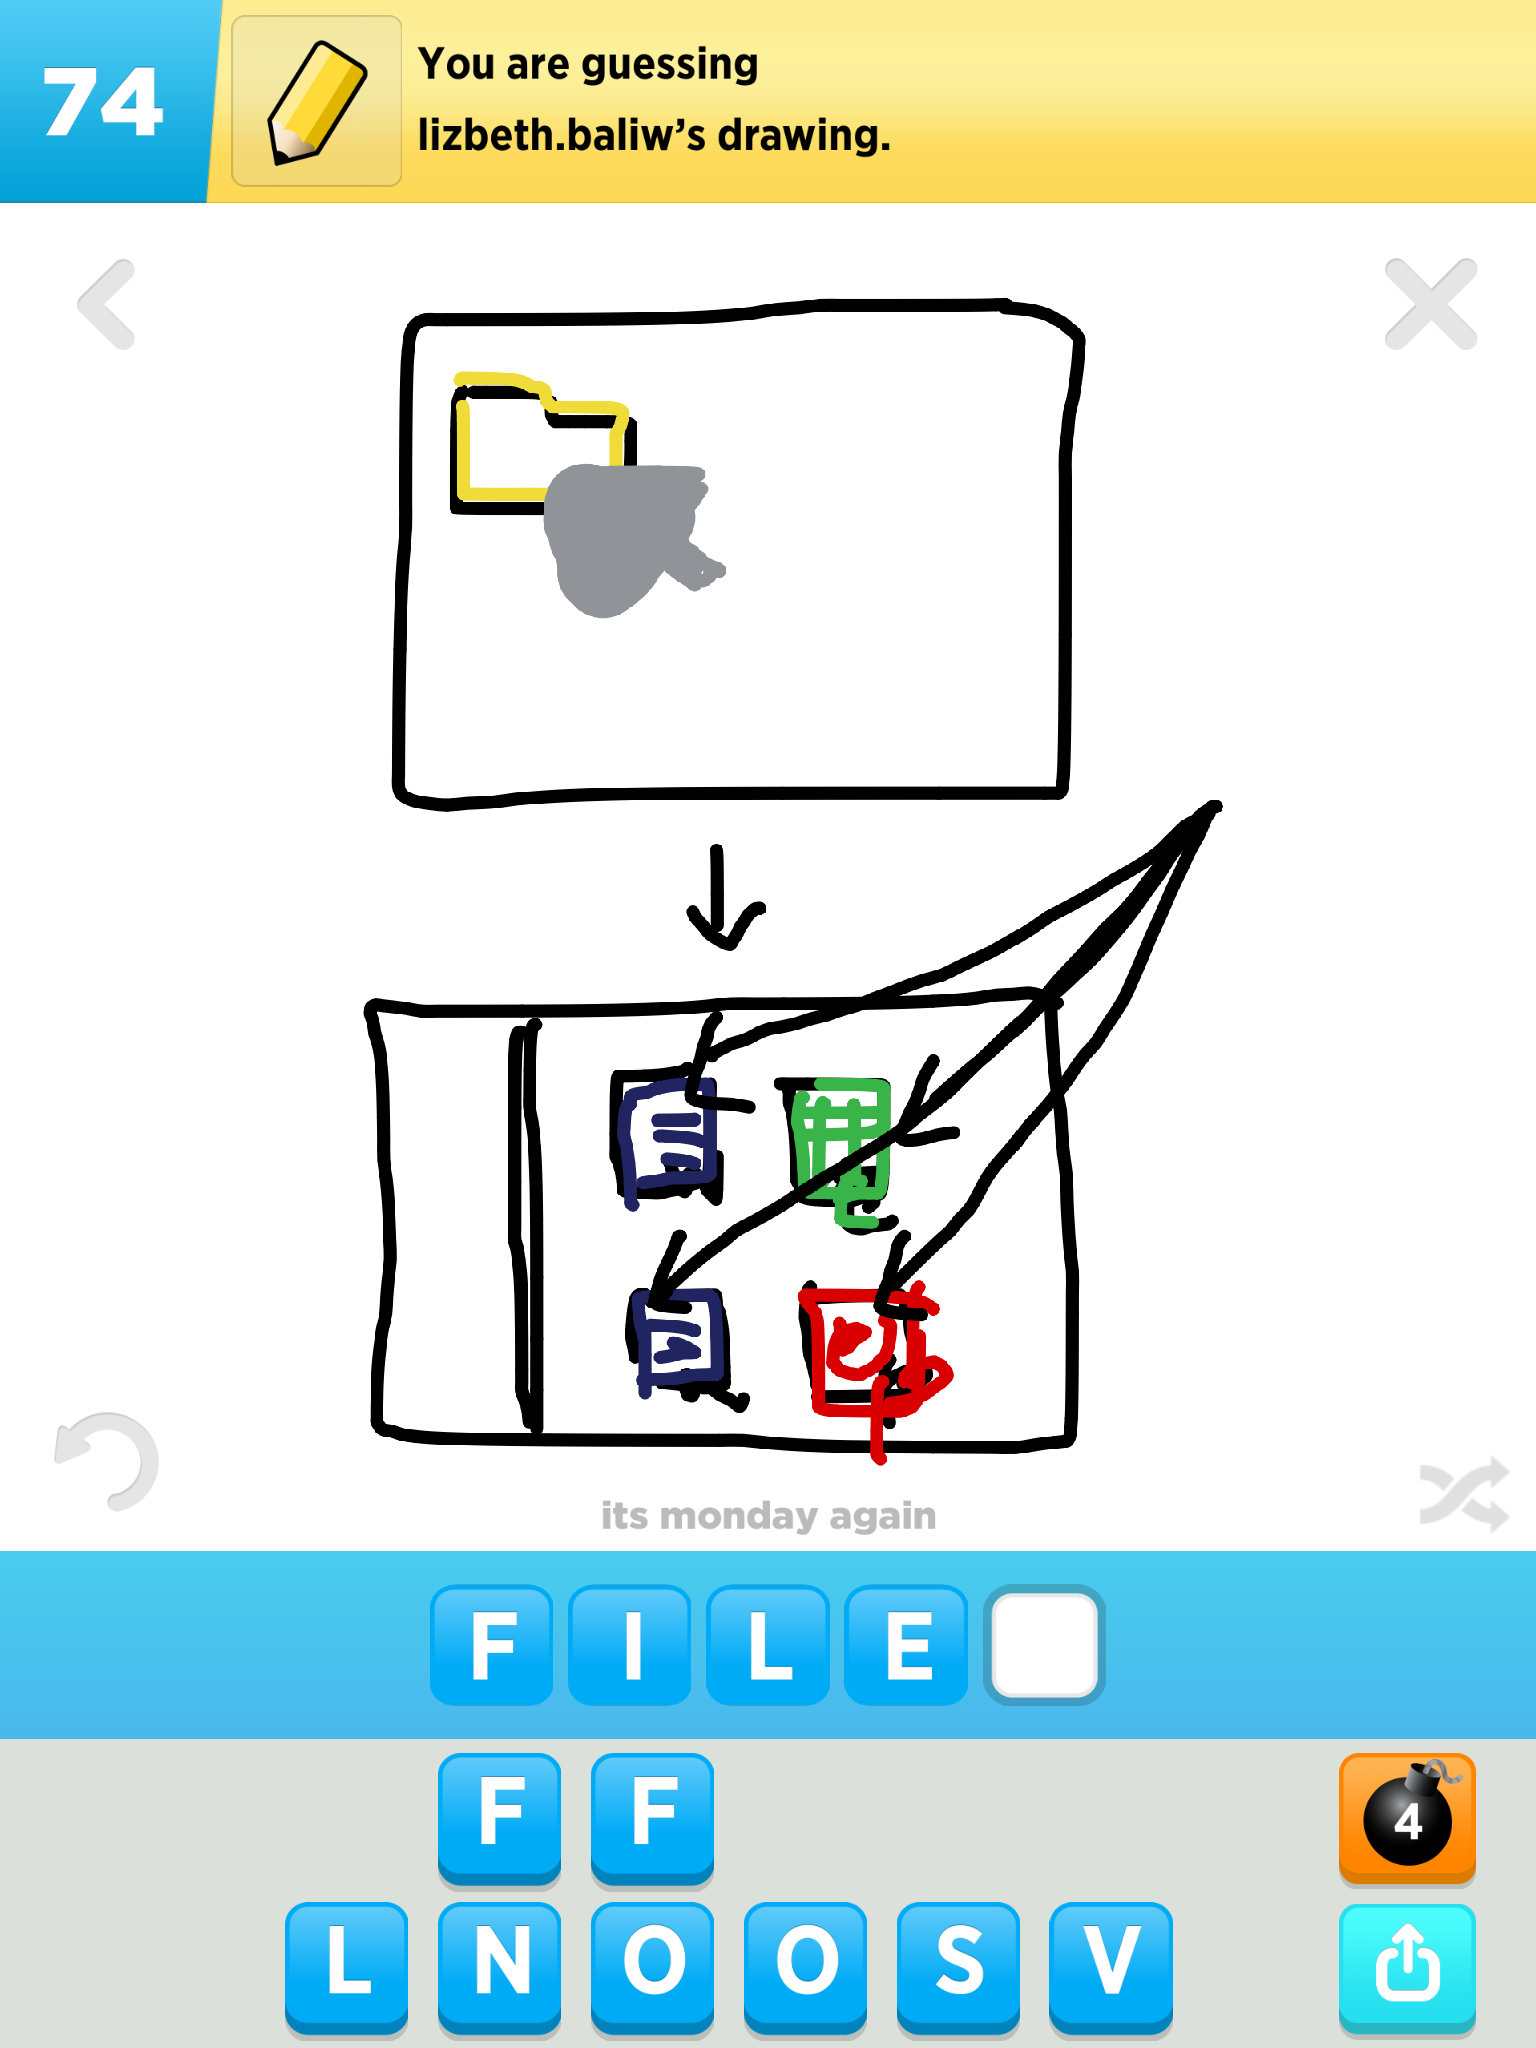 74
You are guessing
lizbeth.baliw’s drawing.
its monday again
F I L E
F F
4
L N O O S V